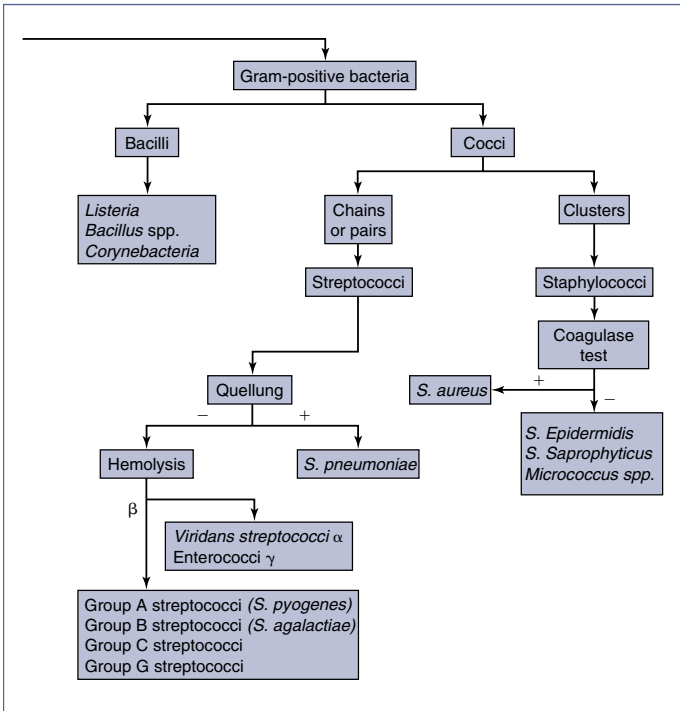 Gram-positive bacteria
Bacilli
Cocci
Listeria
Bacillus spp.
Corynebacteria
Chains
or pairs
Clusters
Streptococci
Staphylococci
Coagulase
test
Quellung
S. aureus
+
−
−
+
S. Epidermidis
S. Saprophyticus
Micrococcus spp.
Hemolysis
S. pneumoniae
β
Viridans streptococci α
Enterococci γ
Group A streptococci (S. pyogenes)
Group B streptococci (S. agalactiae)
Group C streptococci
Group G streptococci